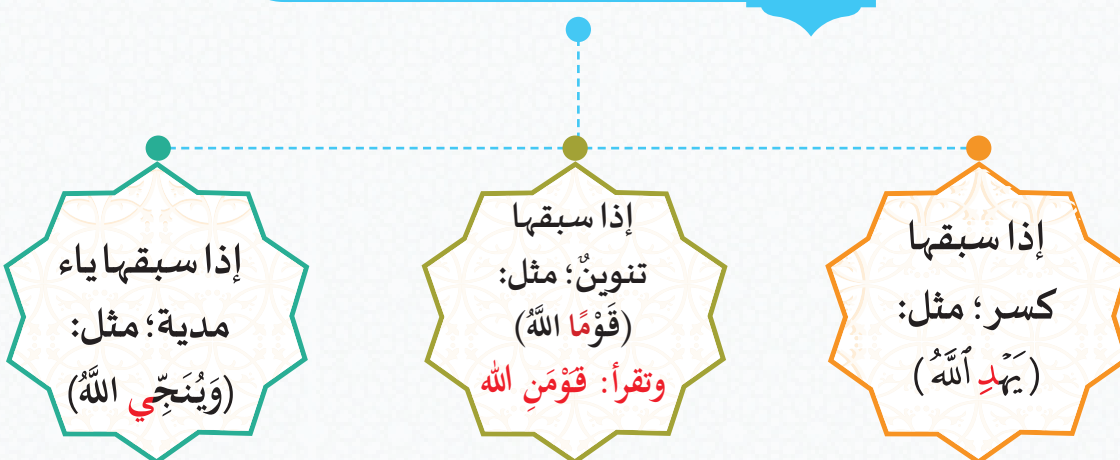 إذا سبقها
كسر؛ مثل:
(يَهْدِ ٱللَّهُ)
إذا سبقها
تنوينٌ؛ مثل:
(قَوْمًا اللَّهُ)
وتقرأ: قَوْمَنِ الله
إذا سبقها ياء
مدية؛ مثل:
(وَيُنَجِّي اللَّهُ)